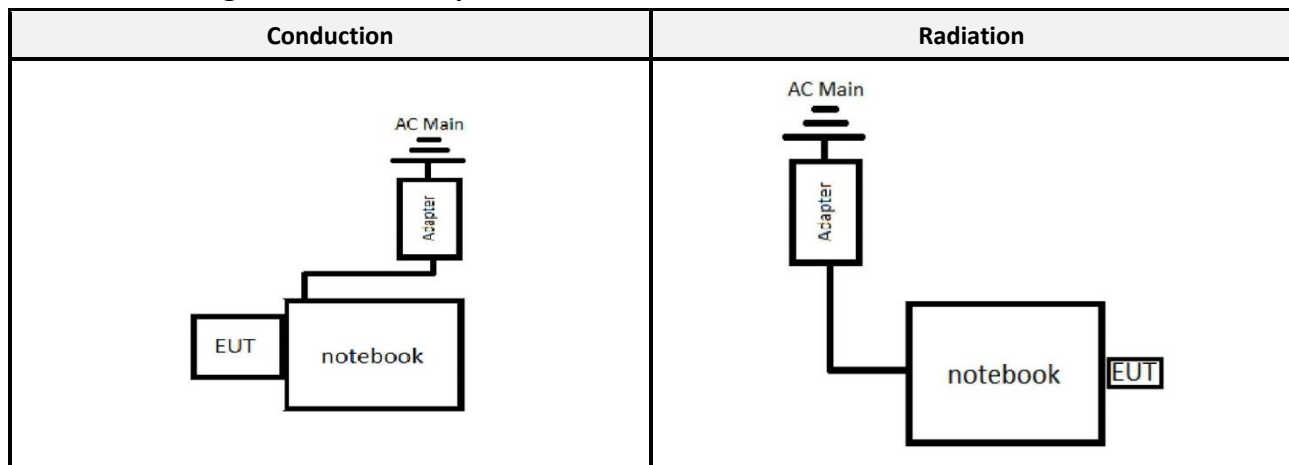 Conduction
Radiation
AC Main
Adapter
EUT
notebook
AC Main
Adapter
notebook
EUT